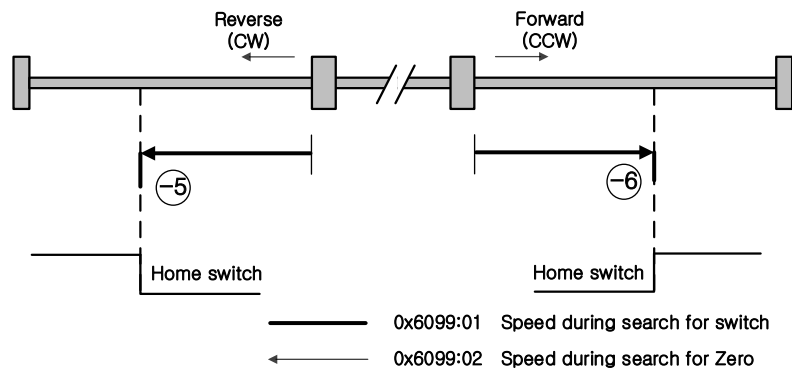 Reverse
(CW)
Forward
(CCW)
-5
-6
Home switch
Home switch
0x6099:01 Speed during search for switch
0x6099:02 Speed during search for Zero